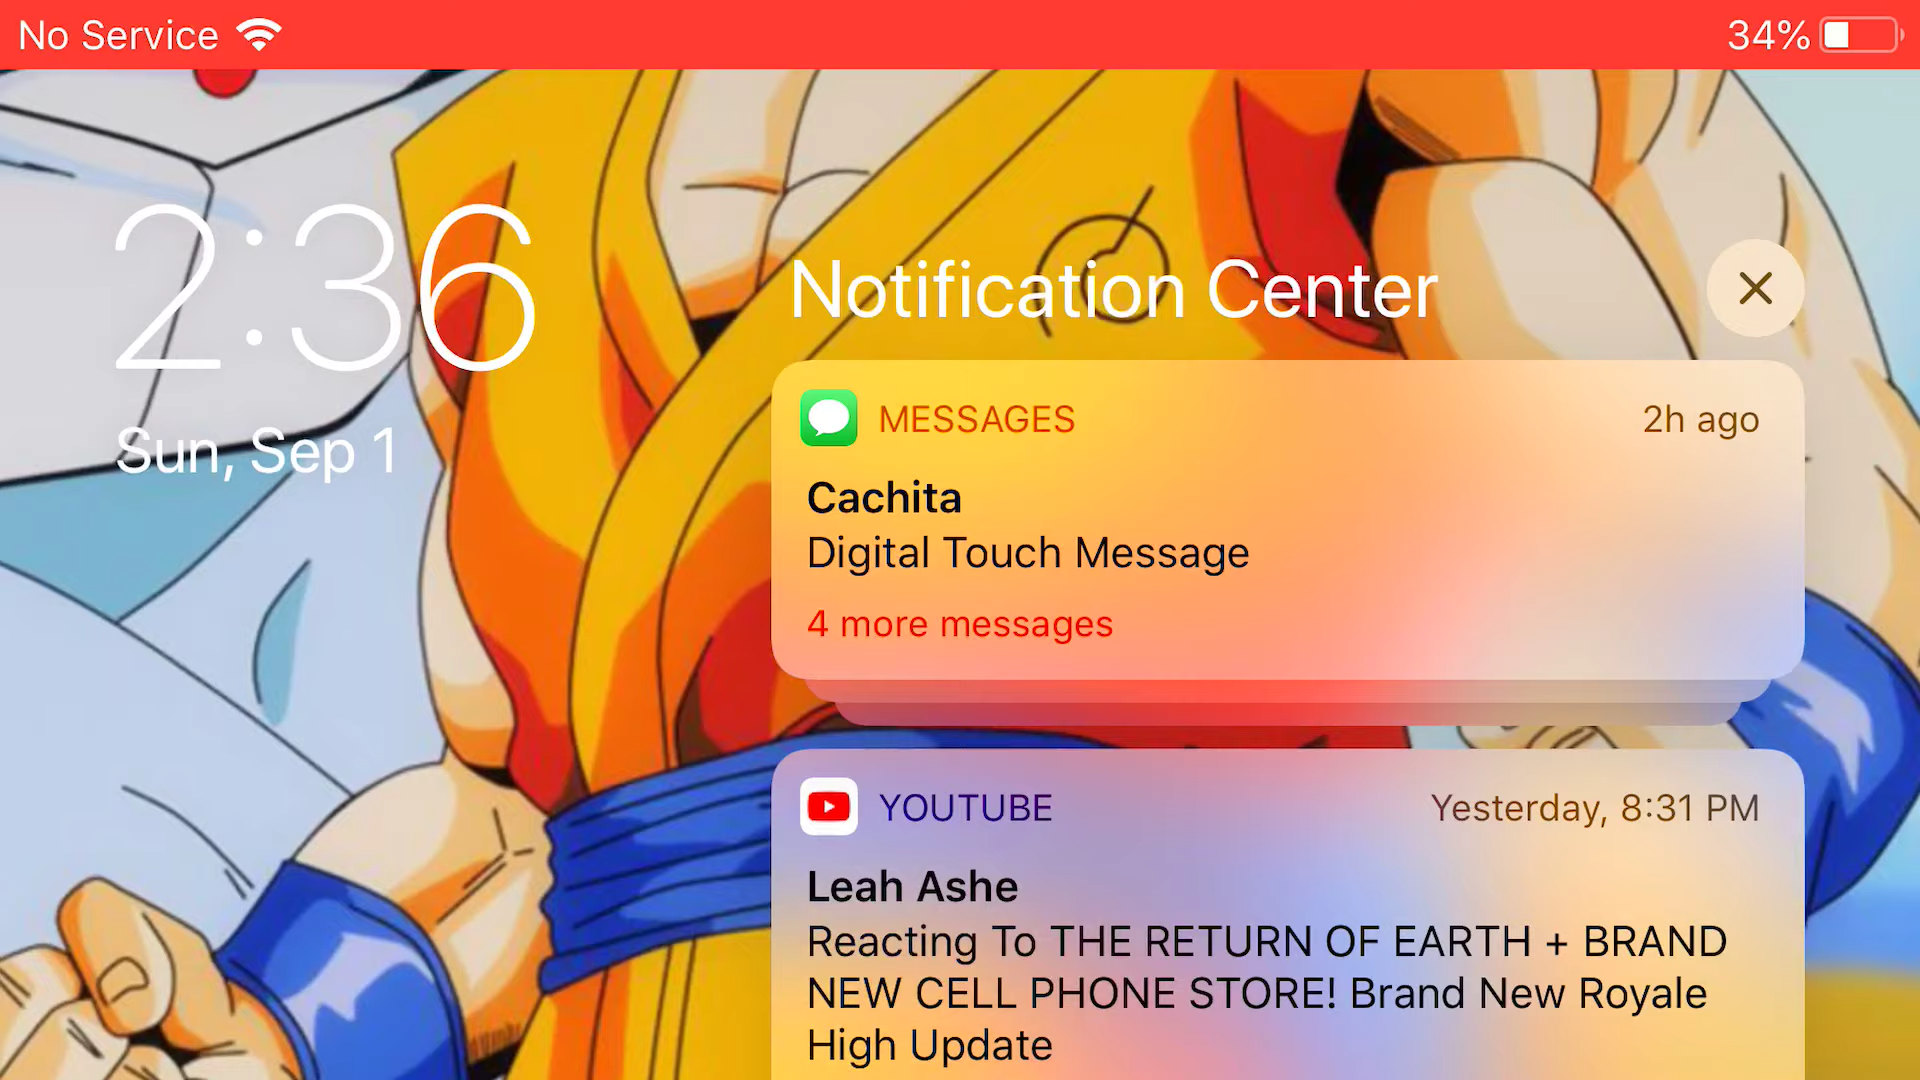 No Service
34%
2:36
Sun, Sep 1
Notification Center
MESSAGES
2h ago
Cachita
Digital Touch Message
4 more messages
YOUTUBE
Yesterday, 8:31 PM
Leah Ashe
Reacting To THE RETURN OF EARTH + BRAND
NEW CELL PHONE STORE! Brand New Royale
High Update